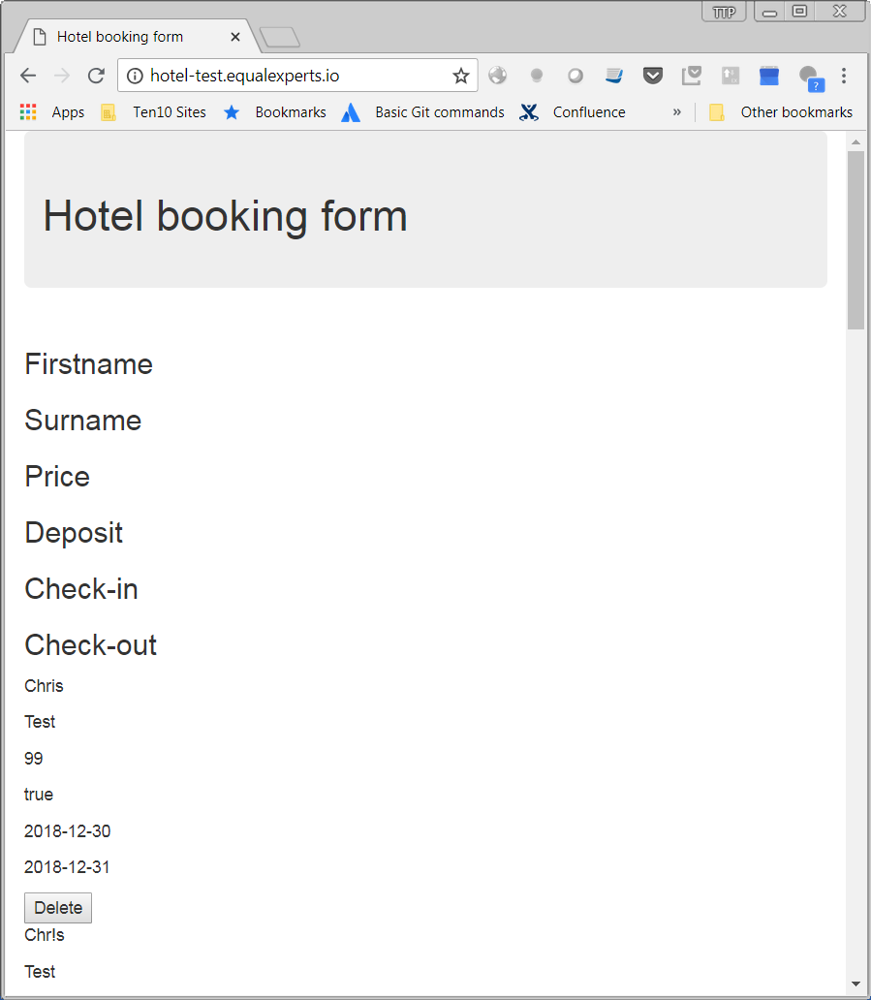 TTP
Hotel booking form
hotel-test.equalexperts.io
?
Apps Ten10 Sites Bookmarks Basic Git commands Confluence » Other bookmarks
Hotel booking form
Firstname
Surname
Price
Deposit
Check-in
Check-out
Chris
Test
99
true
2018-12-30
2018-12-31
Delete
Chr!s
Test